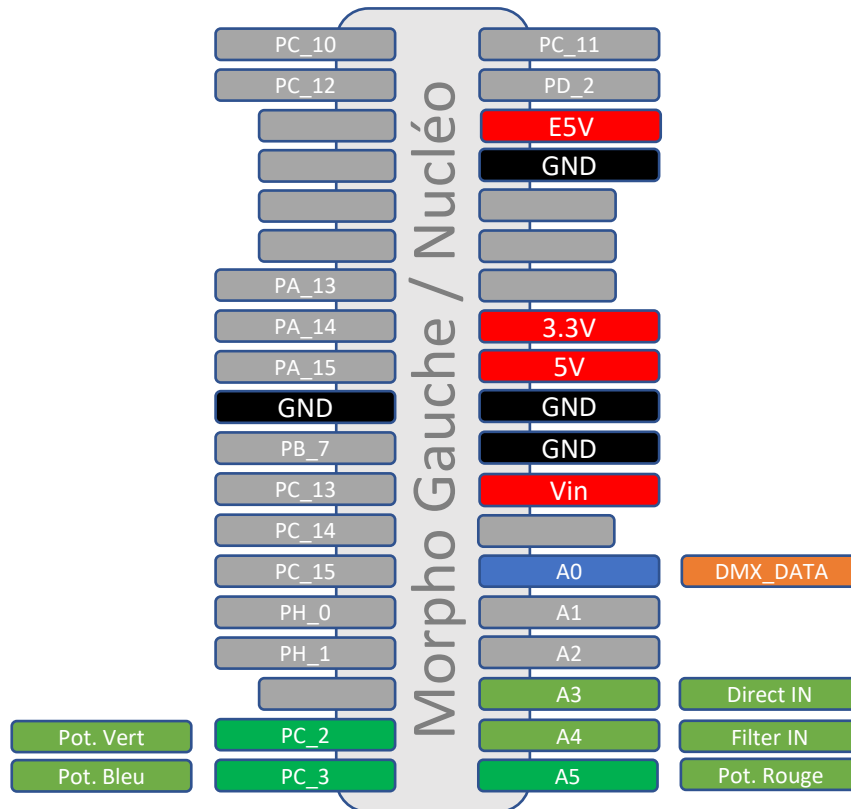 PC_10 PC_11
PC_12 PD_2
E5V
GND
PA_13
PA_14 3.3V
PA_15 5V
GND GND
PB_7 GND
PC_13 Vin
PC_14
PC_15 A0 DMX_DATA
PH_0 A1
PH_1 A2
A3 Direct IN
Pot. Vert PC_2 A4 Filter IN
Pot. Bleu PC_3 A5 Pot. Rouge
Morpho Gauche / Nucléo